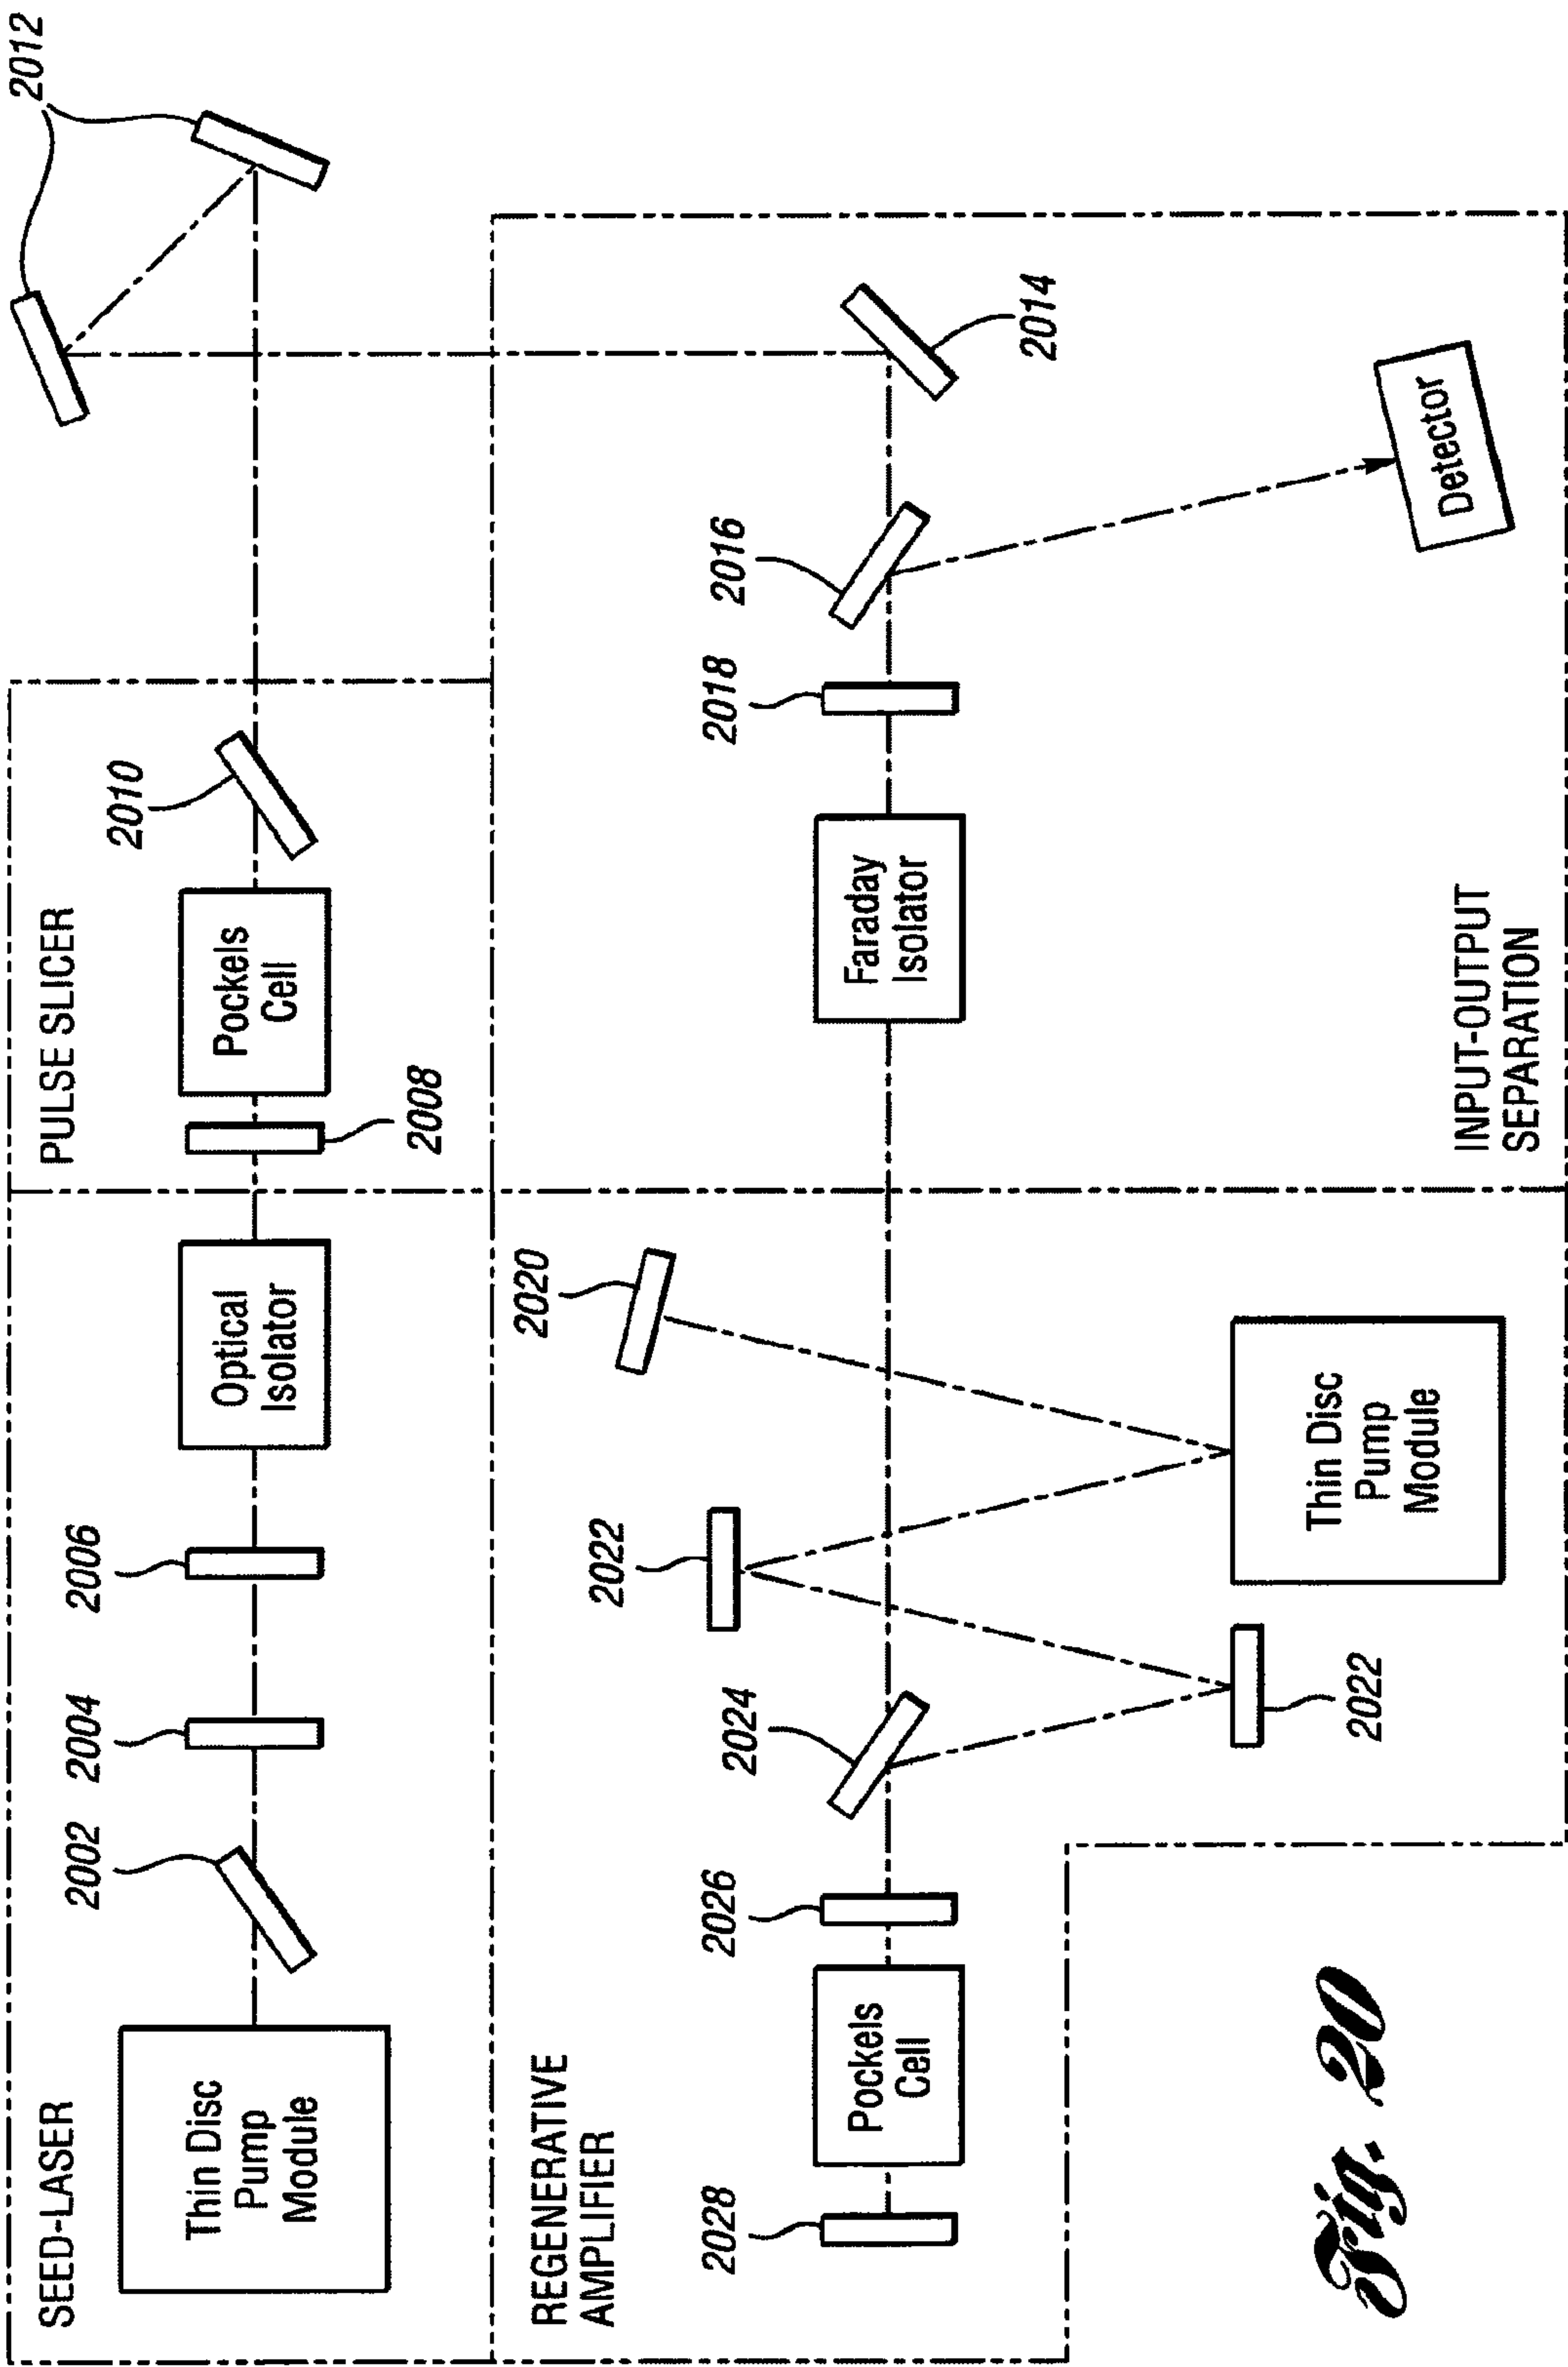 SEED-LASER
Thin Disc
Pump
Module
2002
2004
2006
Optical
Isolator
PULSE SLICER
2008
Pockels
Cell
2010
2012
REGENERATIVE
AMPLIFIER
2028
Pockels
Cell
2026
2024
2022
2022
2020
Thin Disc
Pump
Module
Faraday
Isolator
2018
2016
2014
Detector
INPUT-OUTPUT
SEPARATION
Fig. 20